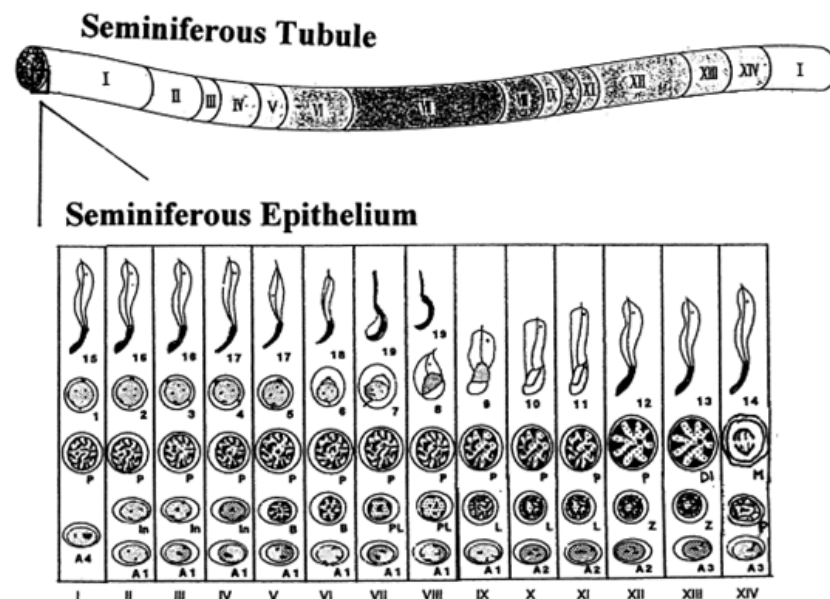 Seminiferous Tubule
I II III IV V VI VII VIII IX X XI XII XIII XIV I
Seminiferous Epithelium
15 16 16 17 17 18 19 19 9 10 11 12 13 14
1 2 3 4 5 6 7 8
P P P P P P P P P P P P Di M
In In In B B PL PL L L L Z Z P
A4 A1 A1 A1 A1 A1 A1 A1 A1 A2 A2 A2 A3 A3
I II III IV V VI VII VIII IX X XI XII XIII XIV